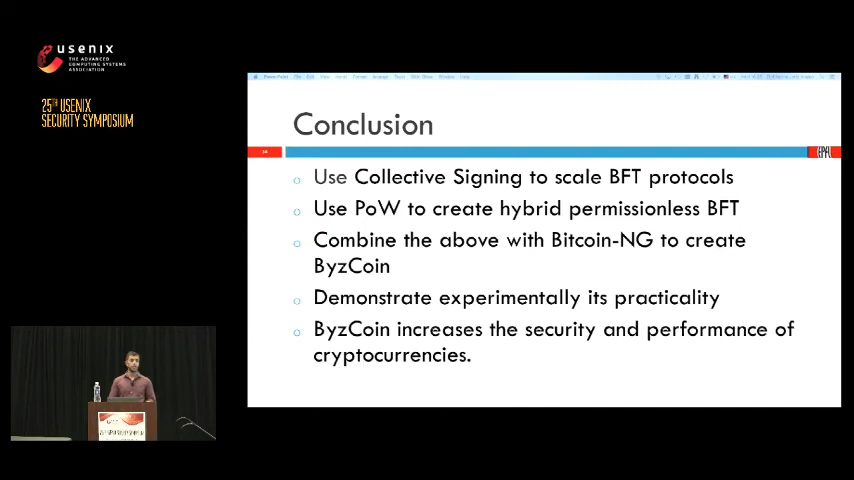 usenix
THE ADVANCED
COMPUTING SYSTEMS
ASSOCIATION
25TH USENIX
SECURITY SYMPOSIUM
Conclusion
EPFL
Use Collective Signing to scale BFT protocols
Use PoW to create hybrid permissionless BFT
Combine the above with Bitcoin-NG to create
ByzCoin
Demonstrate experimentally its practicality
ByzCoin increases the security and performance of
cryptocurrencies.